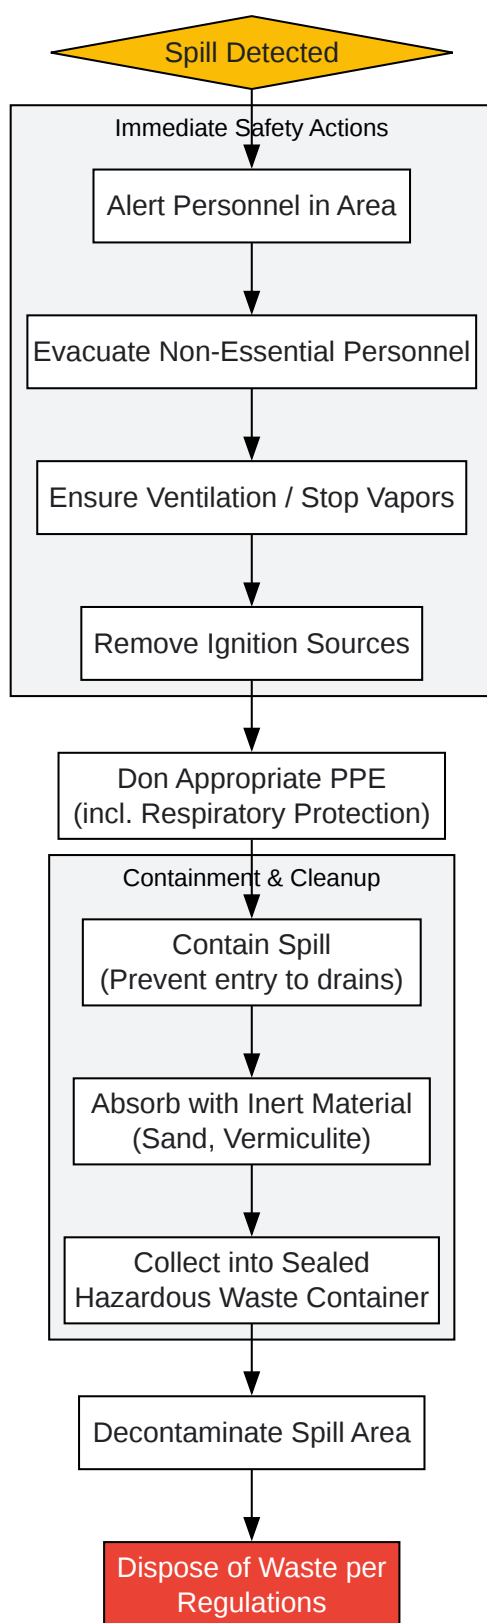 Spill Detected
Immediate Safety Actions
Alert Personnel in Area
Evacuate Non-Essential Personnel
Ensure Ventilation / Stop Vapors
Remove Ignition Sources
Don Appropriate PPE
(incl. Respiratory Protection)
Containment & Cleanup
Contain Spill
(Prevent entry to drains)
Absorb with Inert Material
(Sand, Vermiculite)
Collect into Sealed
Hazardous Waste Container
Decontaminate Spill Area
Dispose of Waste per
Regulations